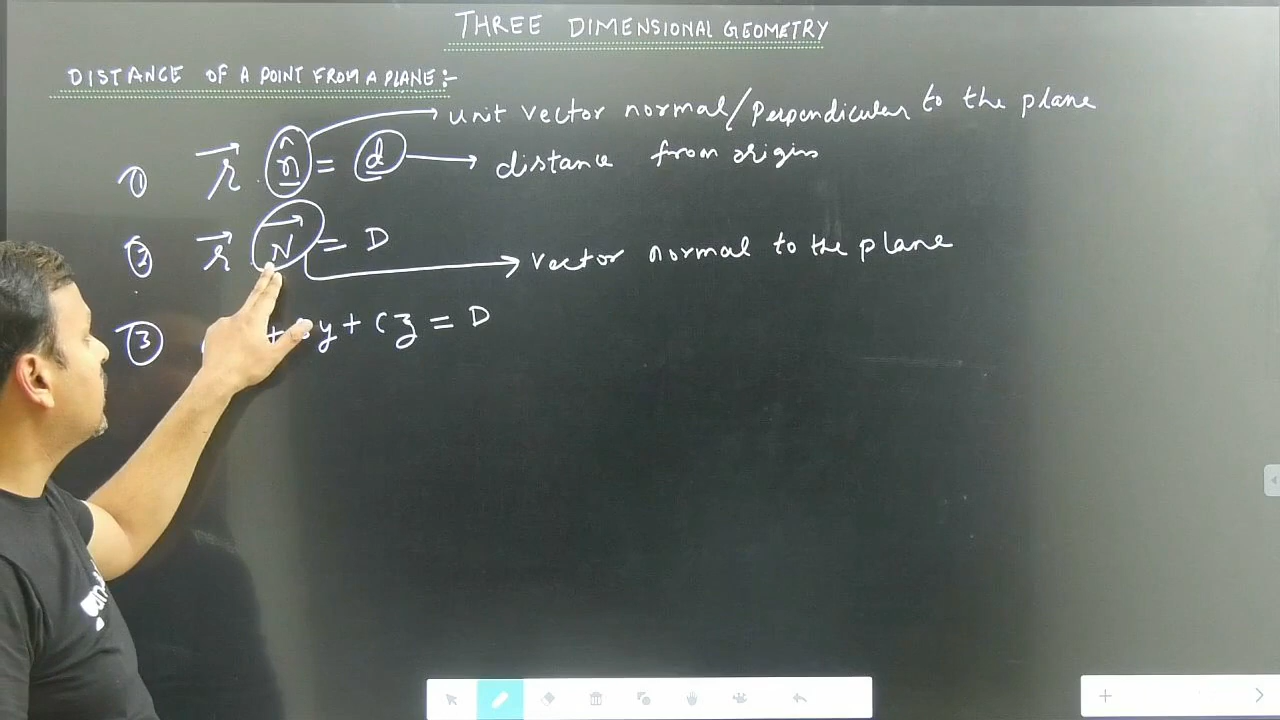 THREE DIMENSIONAL GEOMETRY
DISTANCE OF A POINT FROM A PLANE:-
unit vector normal/perpendicular to the plane
① r⃗ . n̂ = d → distance from origin
② r⃗ . N⃗ = D → vector normal to the plane
③ + y + Cz = D